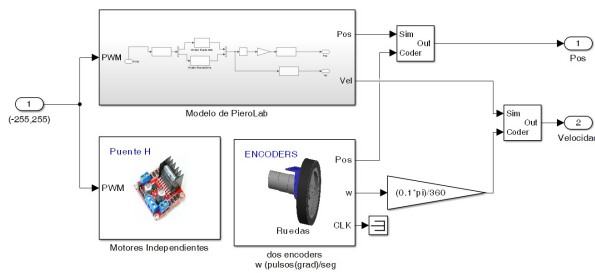 PWM
Pos
Vel
Modelo de PieroLab
Sim
Out
Coder
1
Pos
1
(-255,255)
Sim
Out
Coder
2
Velocidad
Puente H
PWM
Motores Independientes
ENCODERS
Pos
w
CLK
Ruedas
(0.1*pi)/360
dos encoders
w (pulsos(grad)/seg